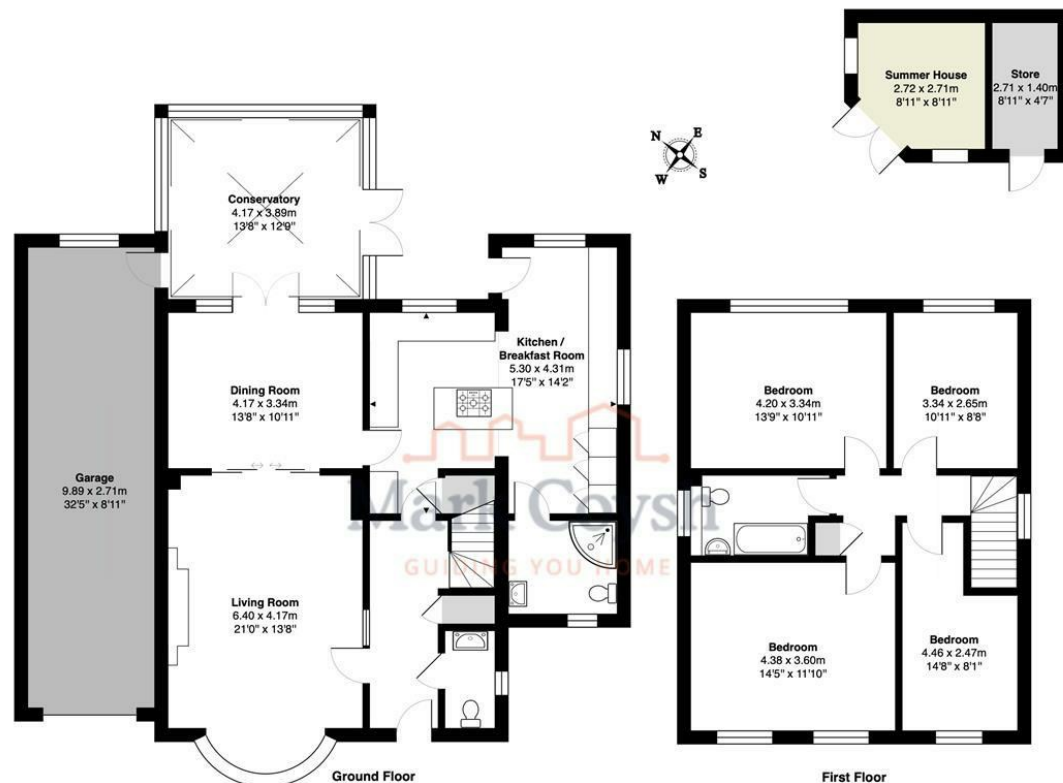 Summer House
2.72 x 2.71m
8'11" x 8'11"
Store
2.71 x 1.40m
8'11" x 4'7"
N
E
W
S
Conservatory
4.17 x 3.89m
13'8" x 12'9"
Kitchen /
Breakfast Room
5.30 x 4.31m
17'5" x 14'2"
Dining Room
4.17 x 3.34m
13'8" x 10'11"
Garage
9.89 x 2.71m
32'5" x 8'11"
Living Room
6.40 x 4.17m
21'0" x 13'8"
Bedroom
4.20 x 3.34m
13'9" x 10'11"
Bedroom
3.34 x 2.65m
10'11" x 8'8"
Bedroom
4.38 x 3.60m
14'5" x 11'10"
Bedroom
4.46 x 2.47m
14'8" x 8'1"
Mark Coysh
GUIDING YOU HOME
Ground Floor
First Floor